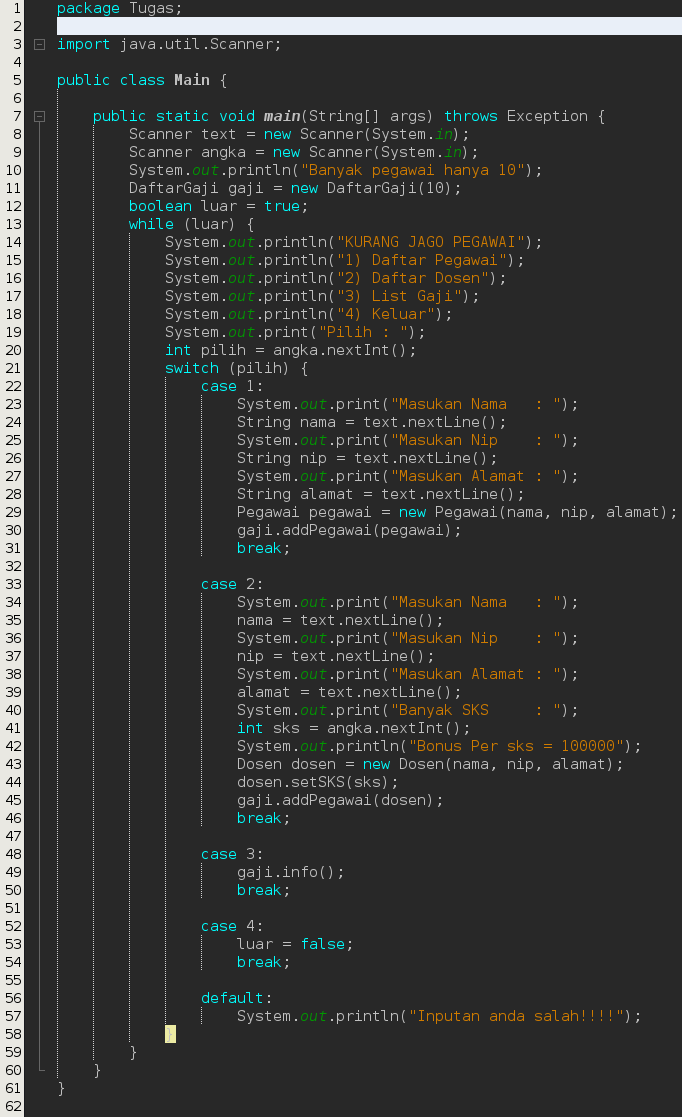 1 package Tugas;
2
3 import java.util.Scanner;
4
5 public class Main {
6
7     public static void main(String[] args) throws Exception {
8         Scanner text = new Scanner(System.in);
9         Scanner angka = new Scanner(System.in);
10         System.out.println("Banyak pegawai hanya 10");
11         DaftarGaji gaji = new DaftarGaji(10);
12         boolean luar = true;
13         while (luar) {
14             System.out.println("KURANG JAGO PEGAWAI");
15             System.out.println("1) Daftar Pegawai");
16             System.out.println("2) Daftar Dosen");
17             System.out.println("3) List Gaji");
18             System.out.println("4) Keluar");
19             System.out.print("Pilih : ");
20             int pilih = angka.nextInt();
21             switch (pilih) {
22                 case 1:
23                     System.out.print("Masukan Nama   : ");
24                     String nama = text.nextLine();
25                     System.out.print("Masukan Nip    : ");
26                     String nip = text.nextLine();
27                     System.out.print("Masukan Alamat : ");
28                     String alamat = text.nextLine();
29                     Pegawai pegawai = new Pegawai(nama, nip, alamat);
30                     gaji.addPegawai(pegawai);
31                     break;
32
33                 case 2:
34                     System.out.print("Masukan Nama   : ");
35                     nama = text.nextLine();
36                     System.out.print("Masukan Nip    : ");
37                     nip = text.nextLine();
38                     System.out.print("Masukan Alamat : ");
39                     alamat = text.nextLine();
40                     System.out.print("Banyak SKS     : ");
41                     int sks = angka.nextInt();
42                     System.out.println("Bonus Per sks = 100000");
43                     Dosen dosen = new Dosen(nama, nip, alamat);
44                     dosen.setSKS(sks);
45                     gaji.addPegawai(dosen);
46                     break;
47
48                 case 3:
49                     gaji.info();
50                     break;
51
52                 case 4:
53                     luar = false;
54                     break;
55
56                 default:
57                     System.out.println("Inputan anda salah!!!!");
58             }
59         }
60     }
61 }
62